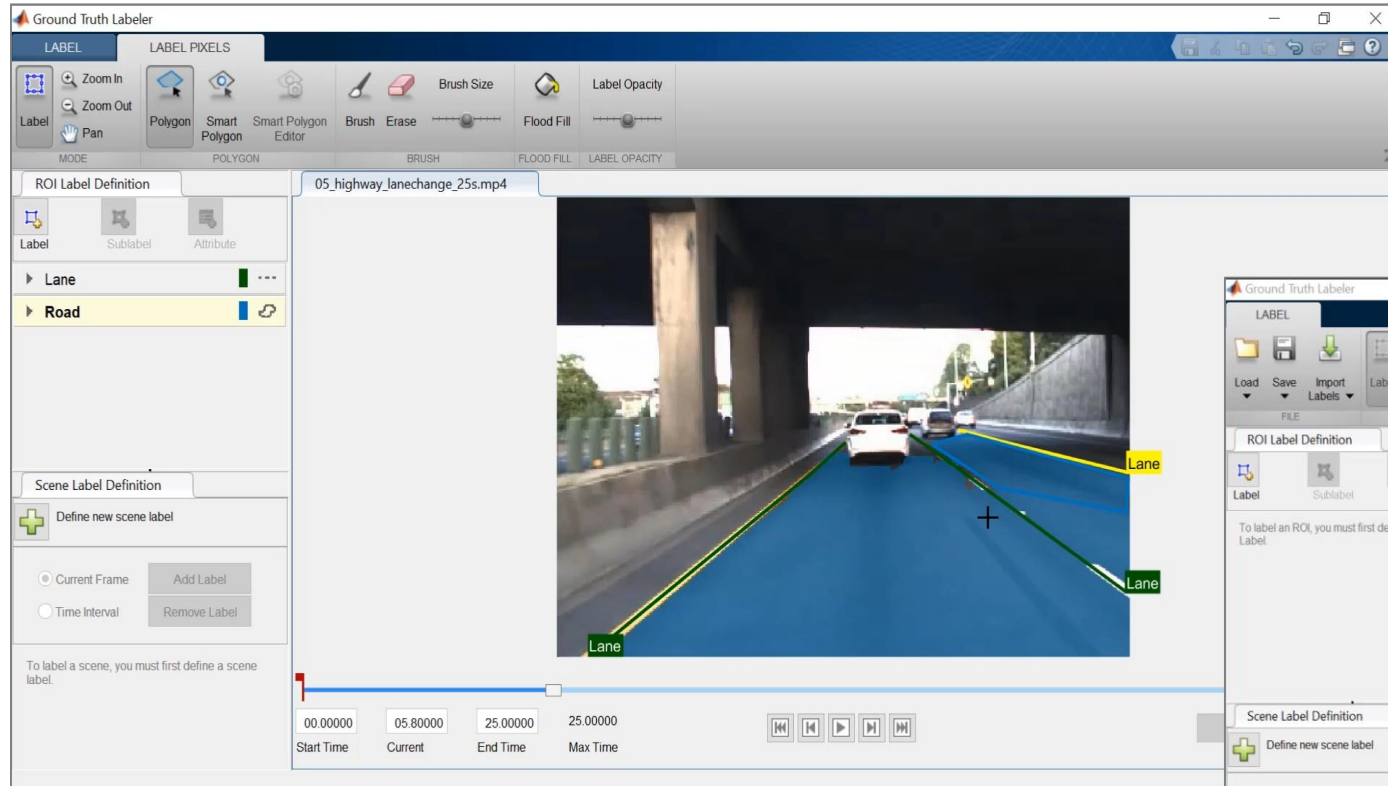 Ground Truth Labeler
LABEL
LABEL PIXELS
Label
Zoom In
Zoom Out
Pan
MODE
Polygon
Smart
Polygon
Smart Polygon
Editor
POLYGON
Brush
Erase
Brush Size
BRUSH
Flood Fill
FLOOD FILL
Label Opacity
LABEL OPACITY
ROI Label Definition
Label
Sublabel
Attribute
Lane
Road
Scene Label Definition
Define new scene label
Current Frame
Add Label
Time Interval
Remove Label
To label a scene, you must first define a scene
label.
05_highway_lanechange_25s.mp4
Lane
Lane
Lane
00.00000
05.80000
25.00000
25.00000
Start Time
Current
End Time
Max Time
Ground Truth Labeler
LABEL
Load
Save
Import
Labels
Lab
FILE
ROI Label Definition
Label
Sublabel
To label an ROI, you must first de
Label.
Scene Label Definition
Define new scene label